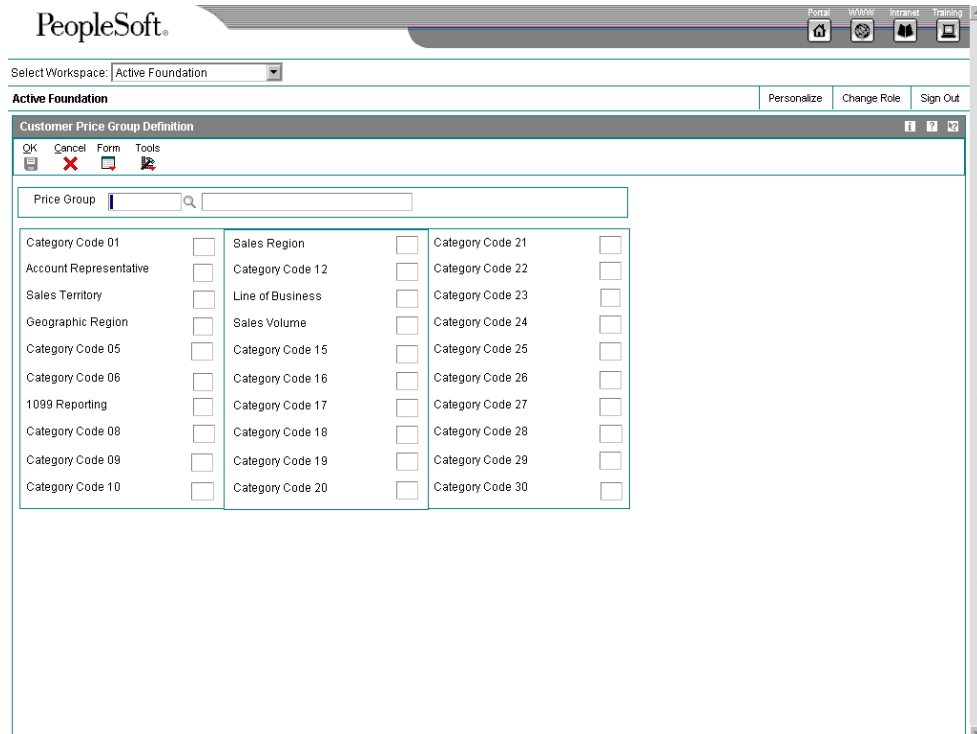 PeopleSoft®
Portal WWW Intranet Training
Select Workspace: Active Foundation
Active Foundation
Personalize Change Role Sign Out
Customer Price Group Definition
OK Cancel Form Tools
Price Group
Category Code 01 Sales Region Category Code 21
Account Representative Category Code 12 Category Code 22
Sales Territory Line of Business Category Code 23
Geographic Region Sales Volume Category Code 24
Category Code 05 Category Code 15 Category Code 25
Category Code 06 Category Code 16 Category Code 26
1099 Reporting Category Code 17 Category Code 27
Category Code 08 Category Code 18 Category Code 28
Category Code 09 Category Code 19 Category Code 29
Category Code 10 Category Code 20 Category Code 30